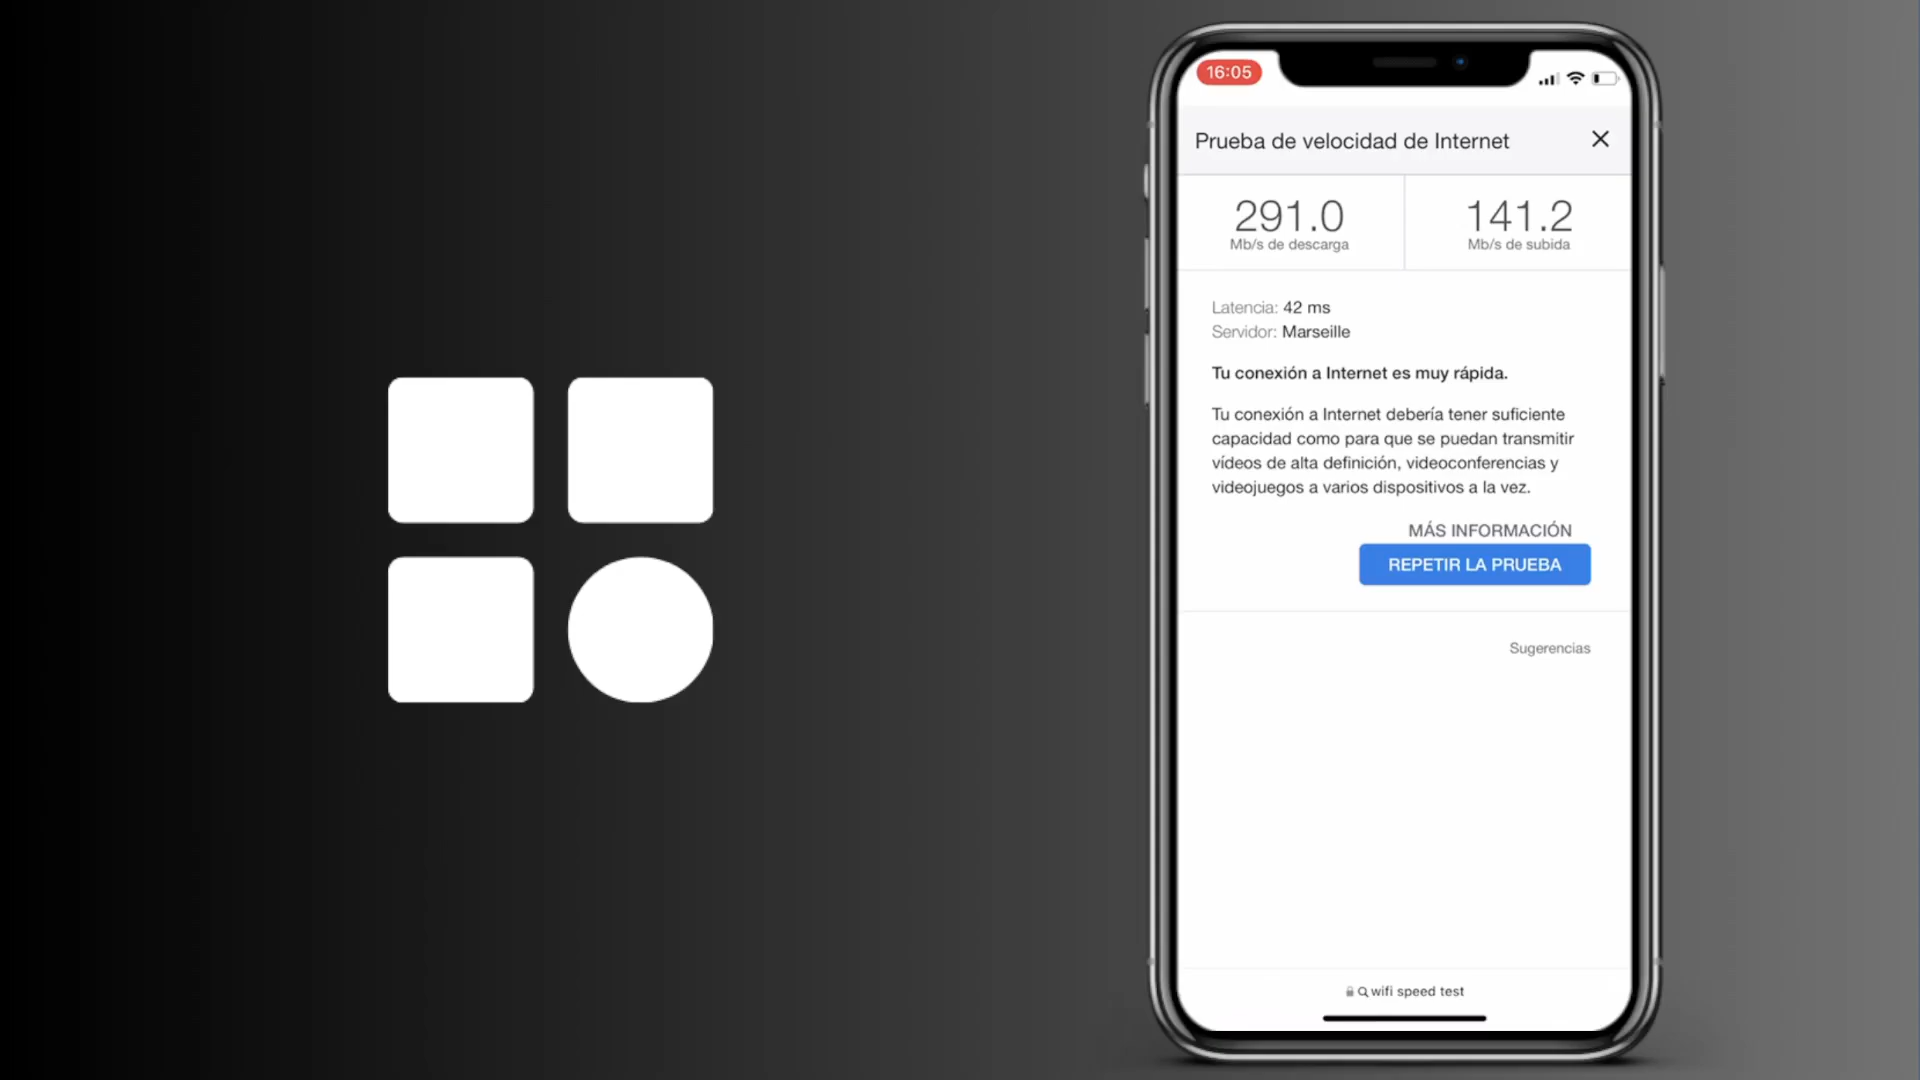 16:05
Prueba de velocidad de Internet
291.0
Mb/s de descarga
141.2
Mb/s de subida
Latencia: 42 ms
Servidor: Marseille
Tu conexión a Internet es muy rápida.
Tu conexión a Internet debería tener suficiente
capacidad como para que se puedan transmitir
vídeos de alta definición, videoconferencias y
videojuegos a varios dispositivos a la vez.
MÁS INFORMACIÓN
REPETIR LA PRUEBA
Sugerencias
wifi speed test